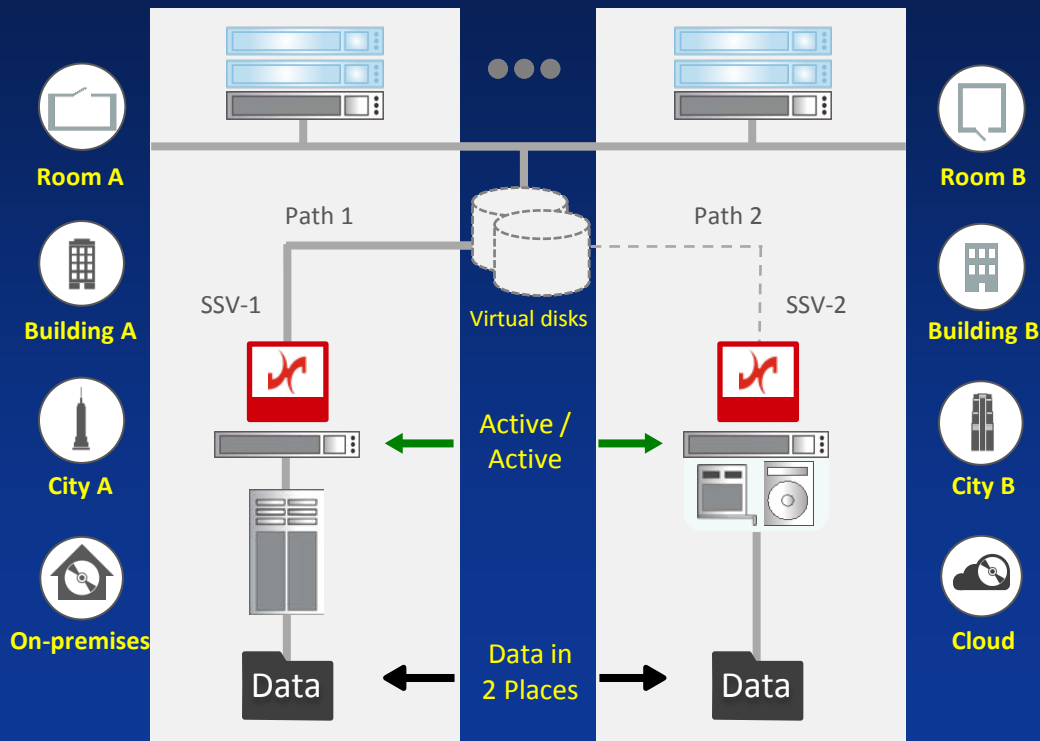 Room A
Building A
City A
On-premises
Path 1
Path 2
SSV-1
SSV-2
Virtual disks
Active /
Active
Data in
2 Places
Data
Data
Room B
Building B
City B
Cloud